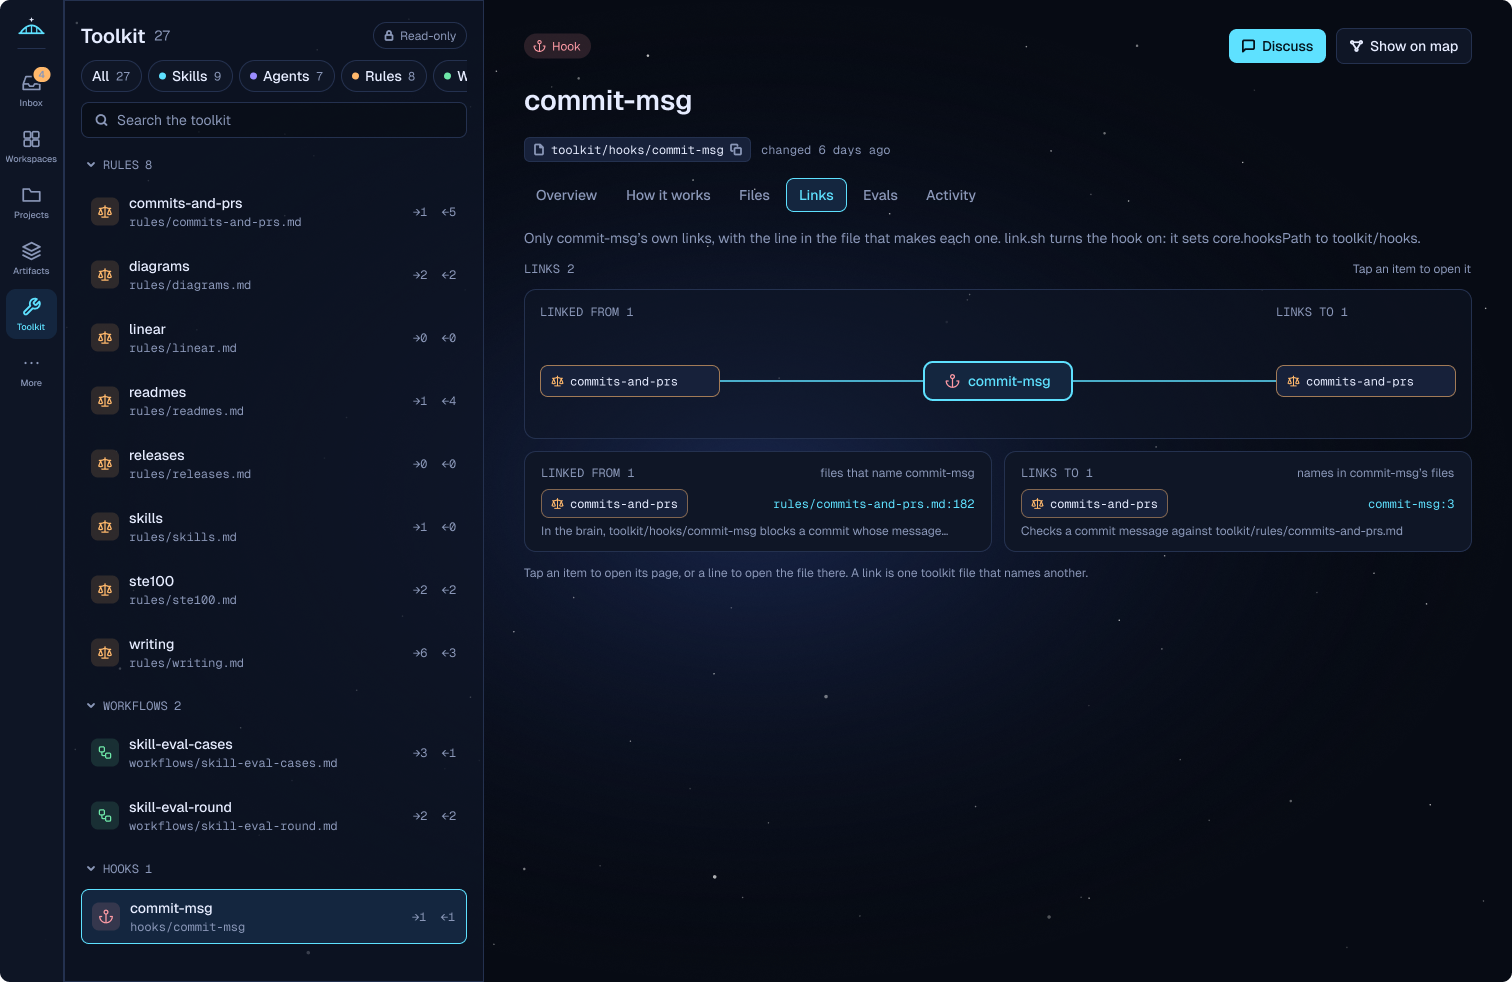 4
Inbox
Workspaces
Projects
Artifacts
Toolkit
More
Toolkit 27
Read-only
All 27
Skills 9
Agents 7
Rules 8
Search the toolkit
RULES 8
commits-and-prs
rules/commits-and-prs.md
→1 ←5
diagrams
rules/diagrams.md
→2 ←2
linear
rules/linear.md
→0 ←0
readmes
rules/readmes.md
→1 ←4
releases
rules/releases.md
→0 ←0
skills
rules/skills.md
→1 ←0
ste100
rules/ste100.md
→2 ←2
writing
rules/writing.md
→6 ←3
WORKFLOWS 2
skill-eval-cases
workflows/skill-eval-cases.md
→3 ←1
skill-eval-round
workflows/skill-eval-round.md
→2 ←2
HOOKS 1
commit-msg
hooks/commit-msg
→1 ←1
Hook
Discuss
Show on map
commit-msg
toolkit/hooks/commit-msg
changed 6 days ago
Overview
How it works
Files
Links
Evals
Activity
Only commit-msg's own links, with the line in the file that makes each one. link.sh turns the hook on: it sets core.hooksPath to toolkit/hooks.
LINKS 2
Tap an item to open it
LINKED FROM 1
LINKS TO 1
commits-and-prs
commit-msg
commits-and-prs
LINKED FROM 1
files that name commit-msg
commits-and-prs
rules/commits-and-prs.md:182
In the brain, toolkit/hooks/commit-msg blocks a commit whose message…
LINKS TO 1
names in commit-msg's files
commits-and-prs
commit-msg:3
Checks a commit message against toolkit/rules/commits-and-prs.md
Tap an item to open its page, or a line to open the file there. A link is one toolkit file that names another.